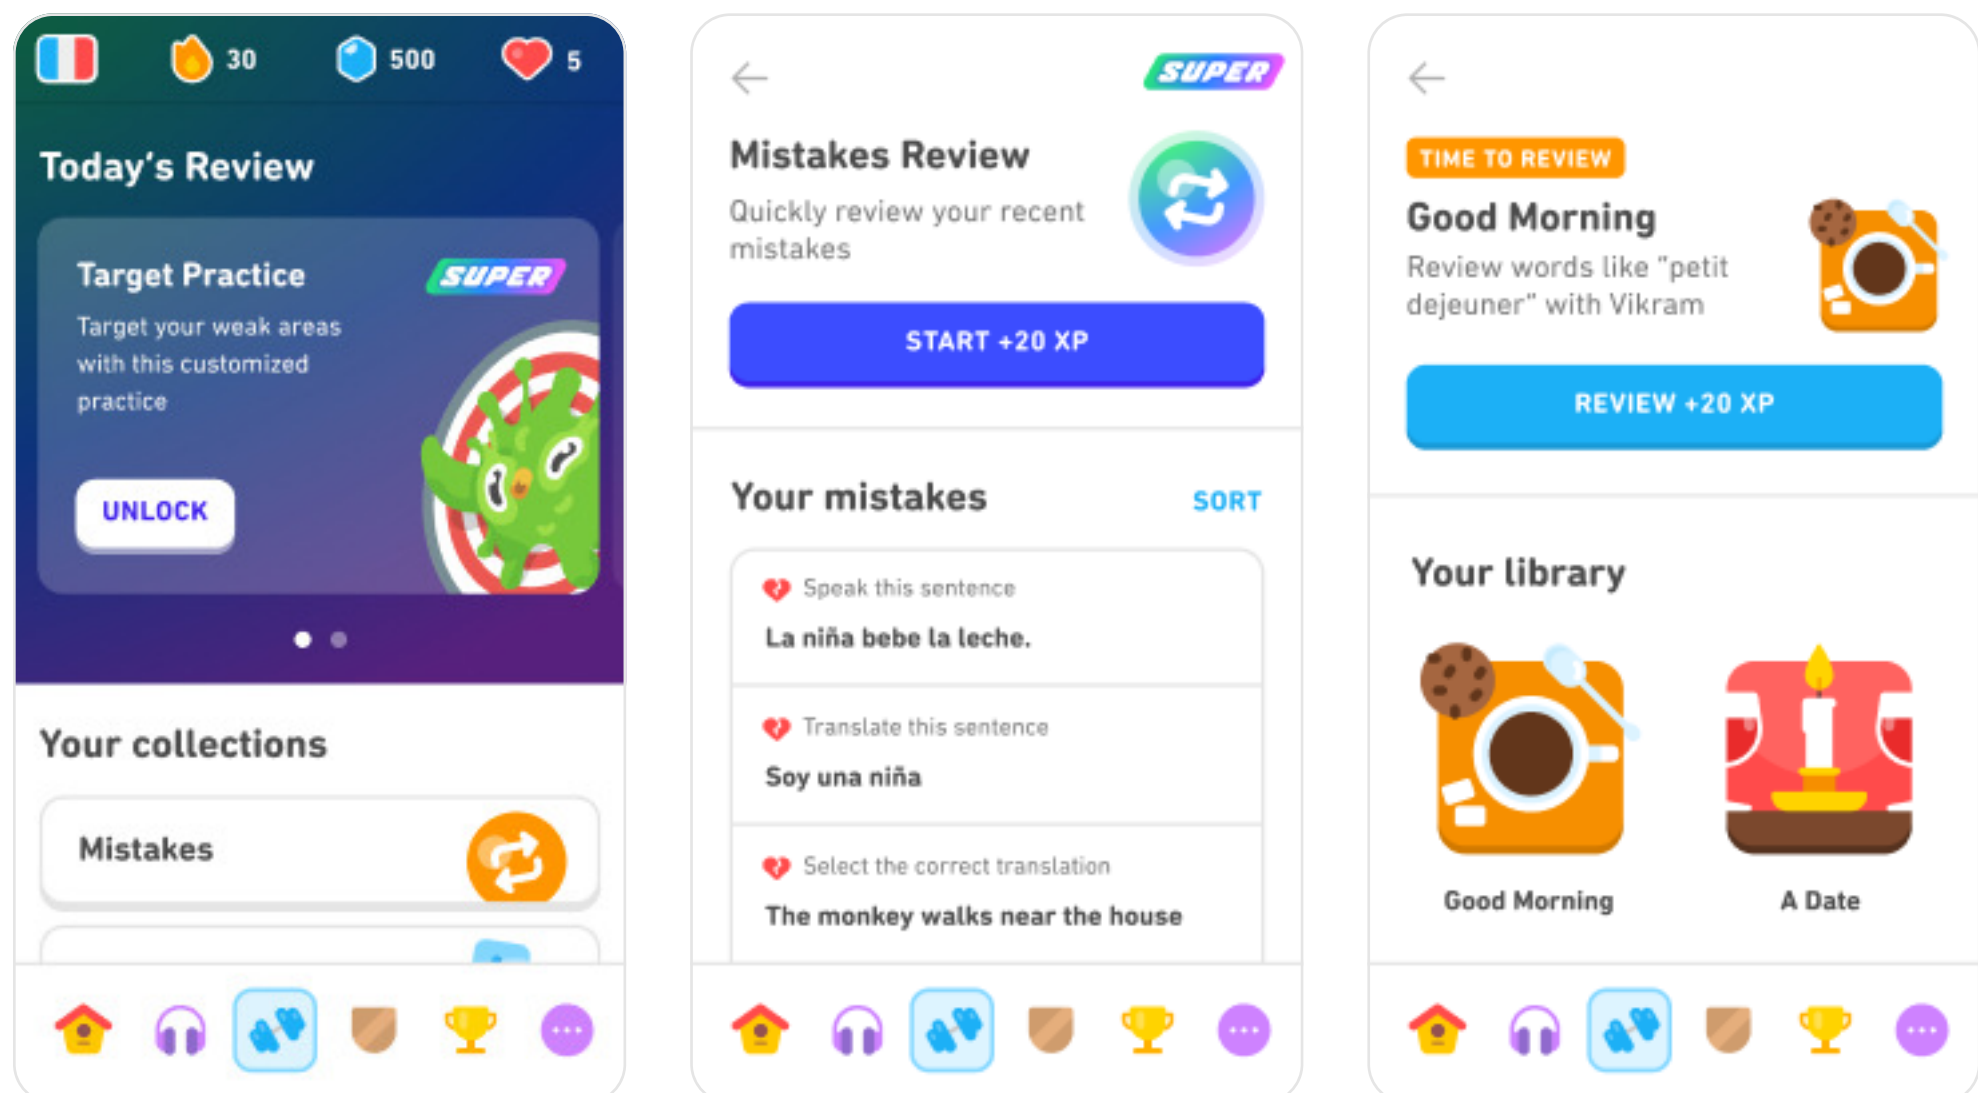 30
500
5
Today's Review
Target Practice
SUPER
Target your weak areas
with this customized
practice
UNLOCK
Your collections
Mistakes
SUPER
Mistakes Review
Quickly review your recent
mistakes
START +20 XP
Your mistakes
SORT
Speak this sentence
La niña bebe la leche.
Translate this sentence
Soy una niña
Select the correct translation
The monkey walks near the house
TIME TO REVIEW
Good Morning
Review words like "petit
dejeuner" with Vikram
REVIEW +20 XP
Your library
Good Morning
A Date